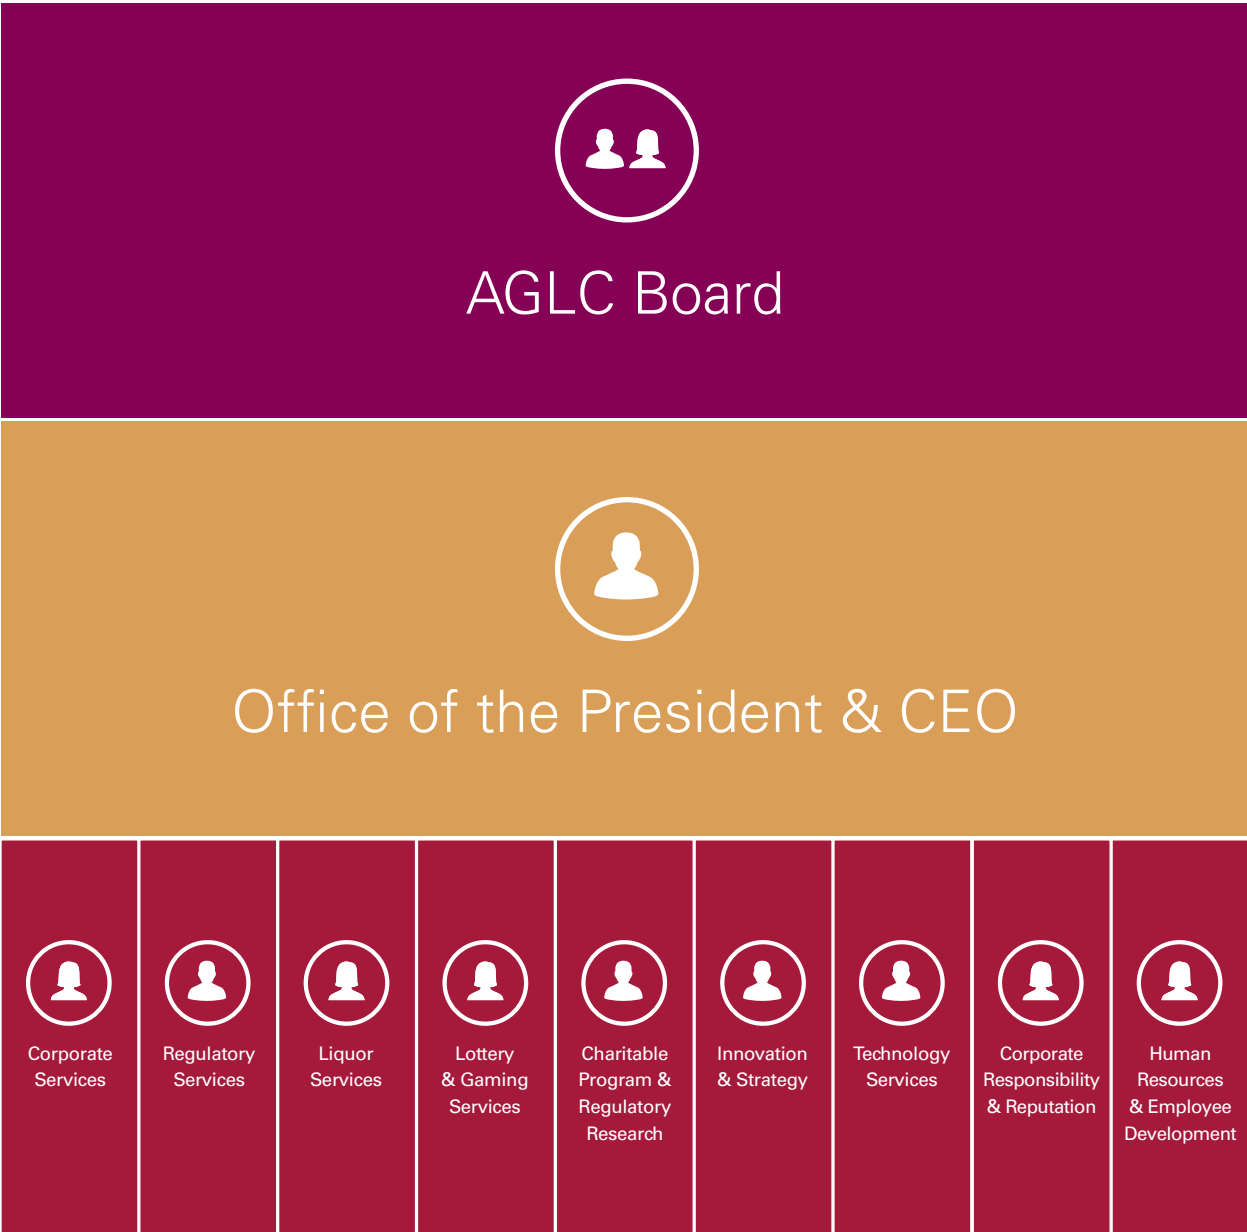 AGLC Board
Office of the President & CEO
Corporate
Services
Regulatory
Services
Liquor
Services
Lottery
& Gaming
Services
Charitable
Program &
Regulatory
Research
Innovation
& Strategy
Technology
Services
Corporate
Responsibility
& Reputation
Human
Resources
& Employee
Development